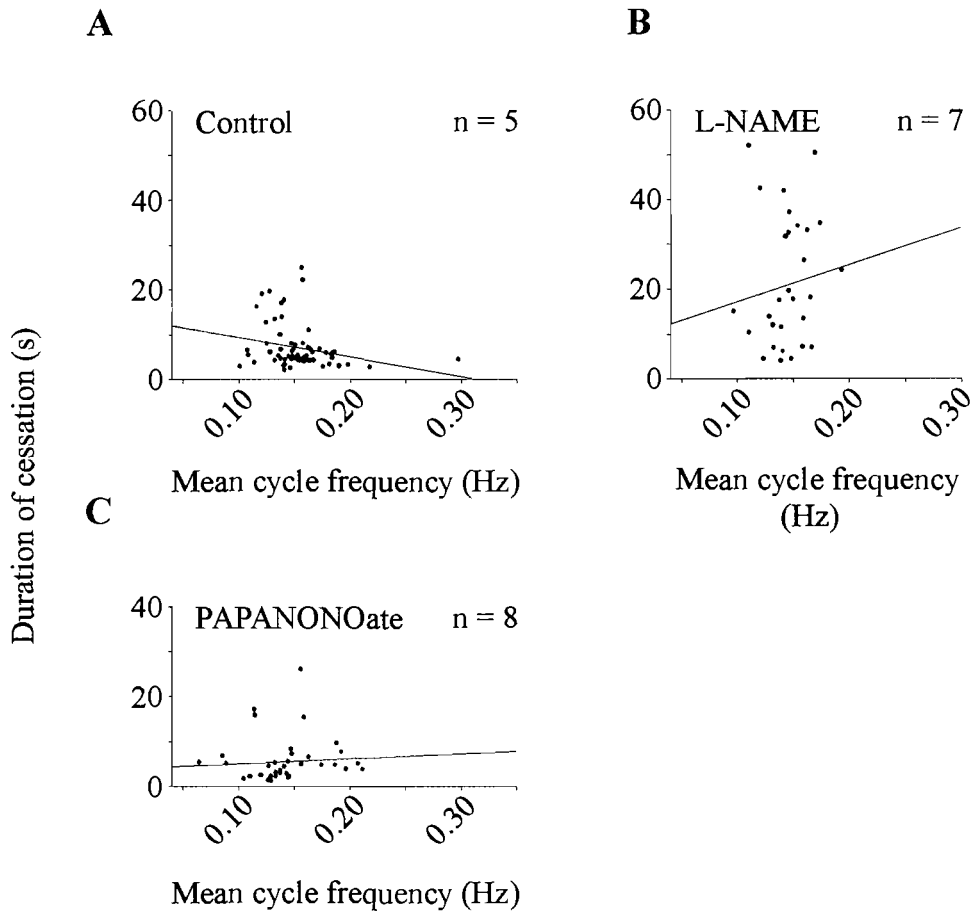 A
B
60
Control
n = 5
40
20
0
0.10
0.20
0.30
Mean cycle frequency (Hz)
60
L-NAME
n = 7
40
20
0
0.10
0.20
0.30
Mean cycle frequency
(Hz)
C
Duration of cessation (s)
40
PAPANONOate
n = 8
20
0
0.10
0.20
0.30
Mean cycle frequency (Hz)